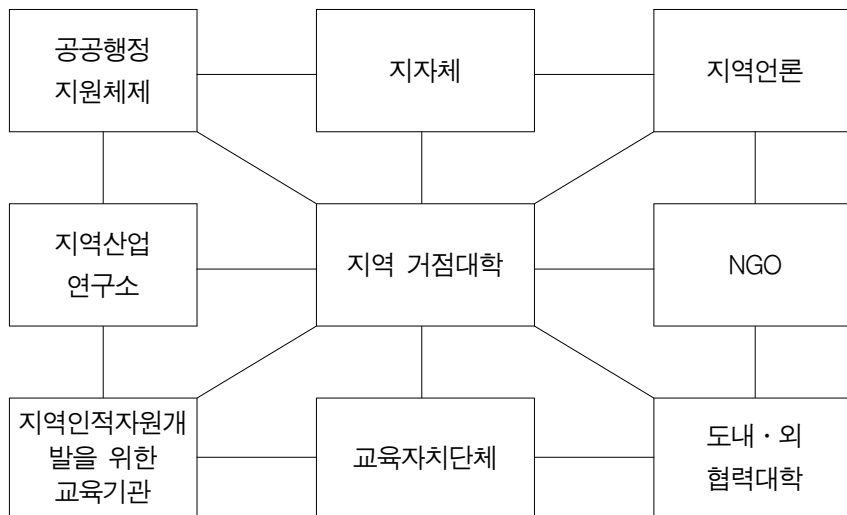 공공행정
지원체제
지자체
지역언론
지역산업
연구소
지역 거점대학
NGO
지역인적자원개
발을 위한
교육기관
교육자치단체
도내·외
협력대학